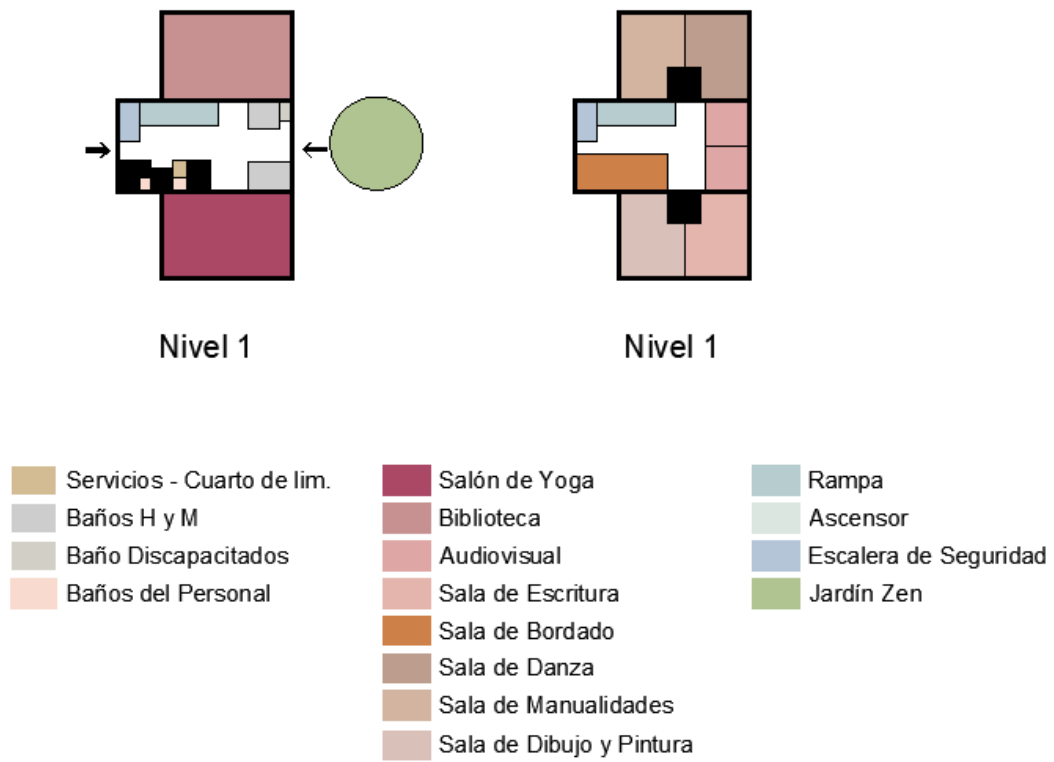 Nivel 1
Nivel 1
Servicios - Cuarto de lim.
Baños H y M
Baño Discapacitados
Baños del Personal
Salón de Yoga
Biblioteca
Audiovisual
Sala de Escritura
Sala de Bordado
Sala de Danza
Sala de Manualidades
Sala de Dibujo y Pintura
Rampa
Ascensor
Escalera de Seguridad
Jardín Zen